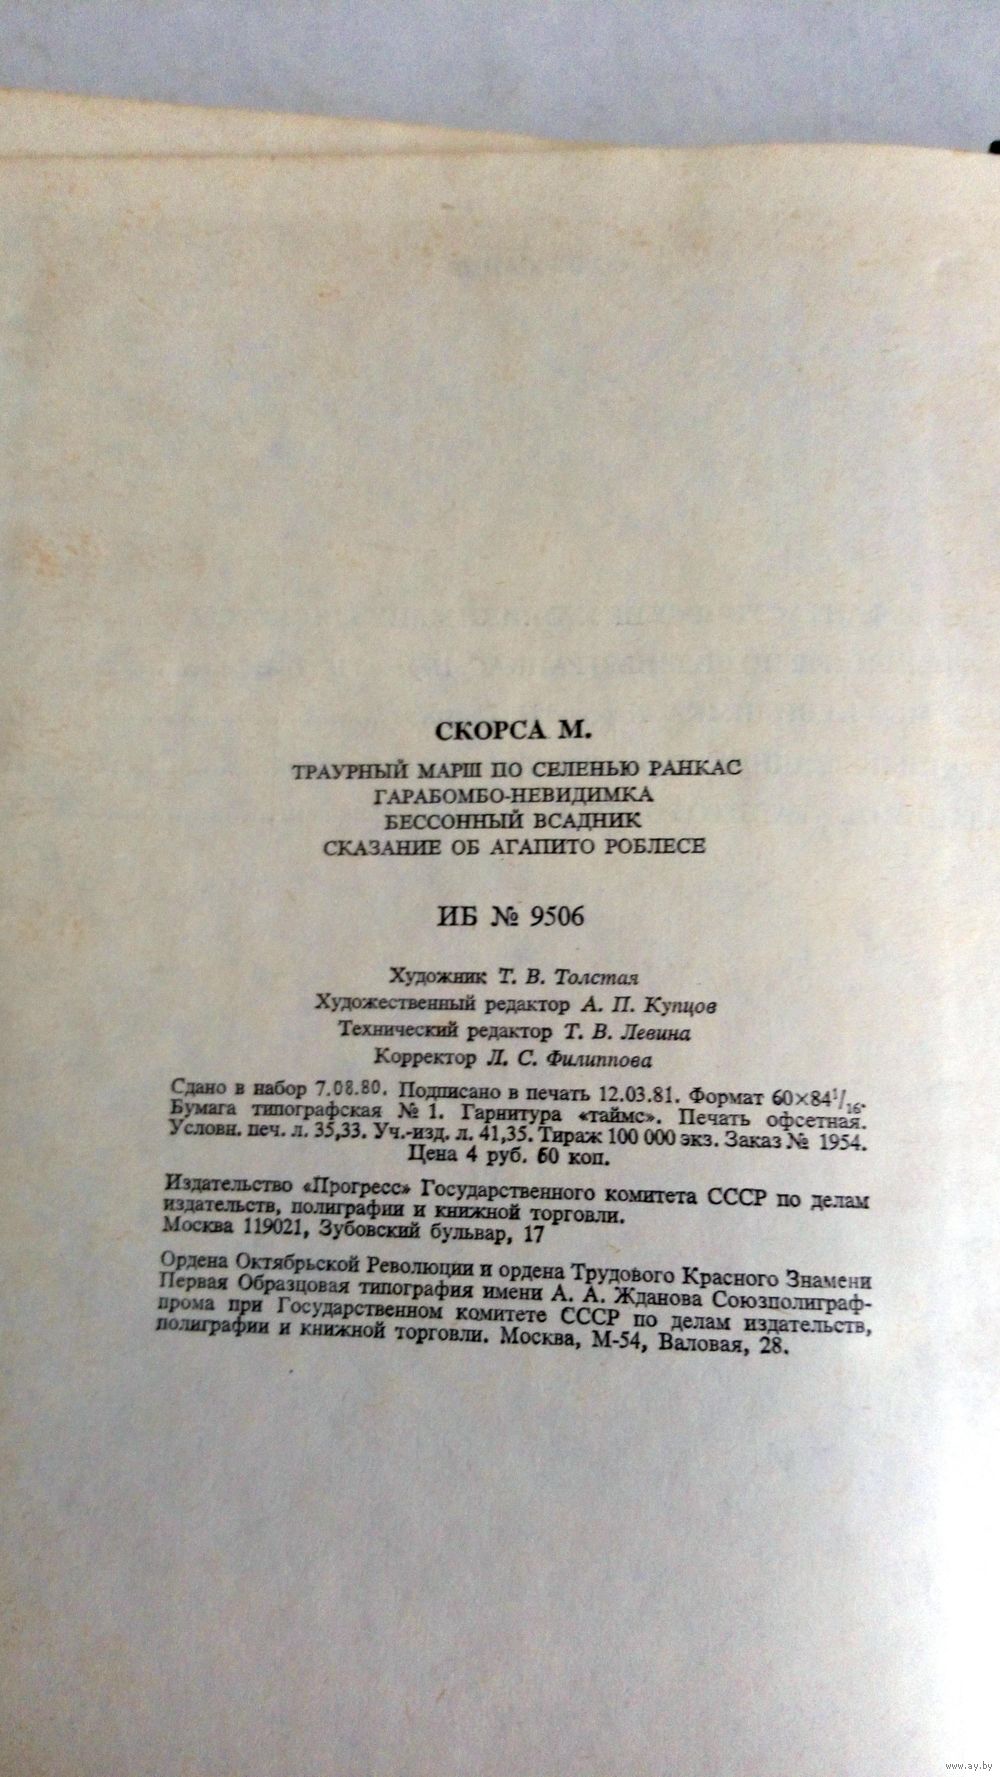 СКОРСА М.
ТРАУРНЫЙ МАРШ ПО СЕЛЕНЬЮ РАНКАС
ГАРАБОМБО-НЕВИДИМКА
БЕССОННЫЙ ВСАДНИК
СКАЗАНИЕ ОБ АГАПИТО РОБЛЕСЕ
ИБ № 9506
Художник Т. В. Толстая
Художественный редактор А. П. Купцов
Технический редактор Т. В. Левина
Корректор Л. С. Филиппова
Сдано в набор 7.08.80. Подписано в печать 12.03.81. Формат 60×84¹/₁₆.
Бумага типографская № 1. Гарнитура «таймс». Печать офсетная.
Условн. печ. л. 35,33. Уч.-изд. л. 41,35. Тираж 100 000 экз. Заказ № 1954.
Цена 4 руб. 60 коп.
Издательство «Прогресс» Государственного комитета СССР по делам
издательств, полиграфии и книжной торговли.
Москва 119021, Зубовский бульвар, 17
Ордена Октябрьской Революции и ордена Трудового Красного Знамени
Первая Образцовая типография имени А. А. Жданова Союзполиграф-
прома при Государственном комитете СССР по делам издательств,
полиграфии и книжной торговли. Москва, М-54, Валовая, 28.
www.ay.by